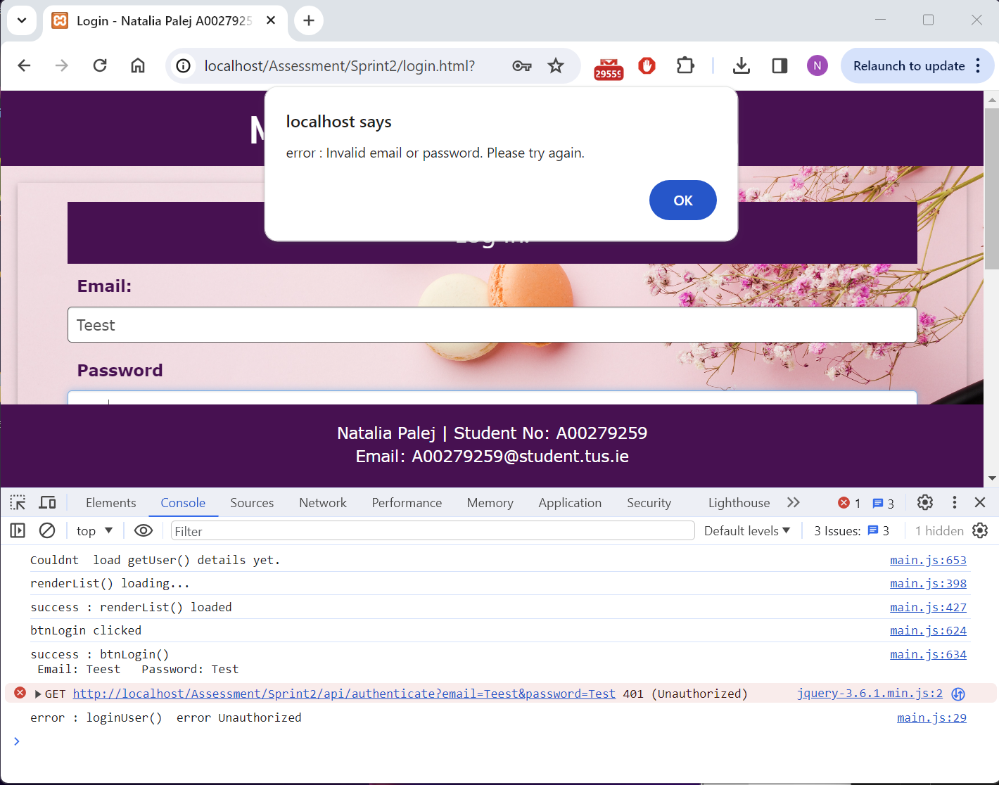 Login - Natalia Palej A0027925
localhost/Assessment/Sprint2/login.html?
29559
N
Relaunch to update
M
localhost says
error : Invalid email or password. Please try again.
OK
Log in.
Email:
Teest
Password
Natalia Palej | Student No: A00279259
Email: A00279259@student.tus.ie
Elements Console Sources Network Performance Memory Application Security Lighthouse 1 3
top Filter Default levels 3 Issues: 3 1 hidden
Couldnt  load getUser() details yet. main.js:653
renderList() loading... main.js:398
success : renderList() loaded main.js:427
btnLogin clicked main.js:624
success : btnLogin() main.js:634
Email: Teest   Password: Test
GET http://localhost/Assessment/Sprint2/api/authenticate?email=Teest&password=Test 401 (Unauthorized) jquery-3.6.1.min.js:2
error : loginUser()  error Unauthorized main.js:29